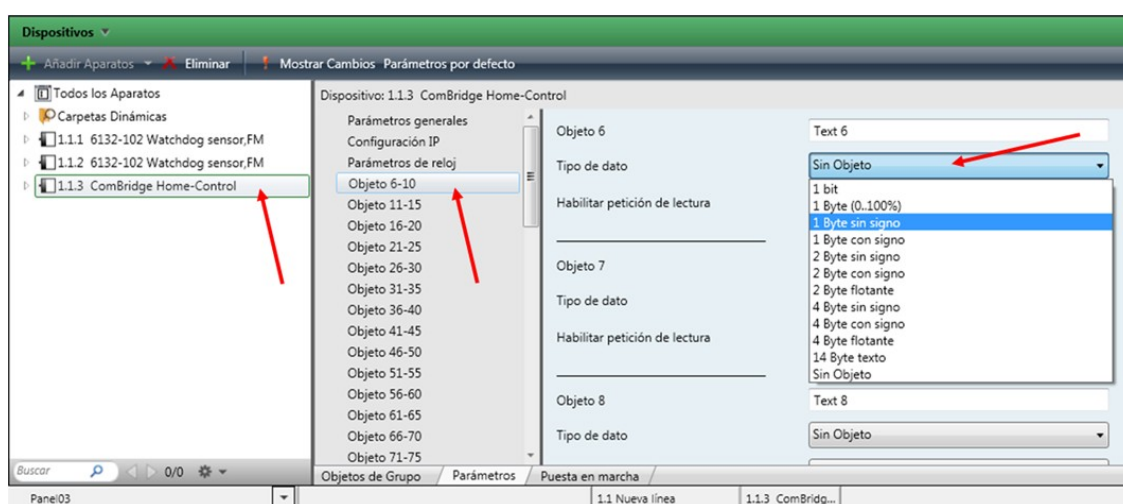 Dispositivos
Añadir Aparatos Eliminar Mostrar Cambios Parámetros por defecto
Todos los Aparatos
Carpetas Dinámicas
1.1.1 6132-102 Watchdog sensor,FM
1.1.2 6132-102 Watchdog sensor,FM
1.1.3 ComBridge Home-Control
Buscar 0/0
Dispositivo: 1.1.3 ComBridge Home-Control
Parámetros generales
Configuración IP
Parámetros de reloj
Objeto 6-10
Objeto 11-15
Objeto 16-20
Objeto 21-25
Objeto 26-30
Objeto 31-35
Objeto 36-40
Objeto 41-45
Objeto 46-50
Objeto 51-55
Objeto 56-60
Objeto 61-65
Objeto 66-70
Objeto 71-75
Objeto 6 Text 6
Tipo de dato Sin Objeto
Habilitar petición de lectura
1 bit
1 Byte (0..100%)
1 Byte sin signo
1 Byte con signo
2 Byte sin signo
2 Byte con signo
2 Byte flotante
4 Byte sin signo
4 Byte con signo
4 Byte flotante
14 Byte texto
Sin Objeto
Objeto 7
Tipo de dato
Habilitar petición de lectura
Objeto 8 Text 8
Tipo de dato Sin Objeto
Objetos de Grupo Parámetros Puesta en marcha
Panel03 1.1 Nueva línea 1.1.3 ComBridg...